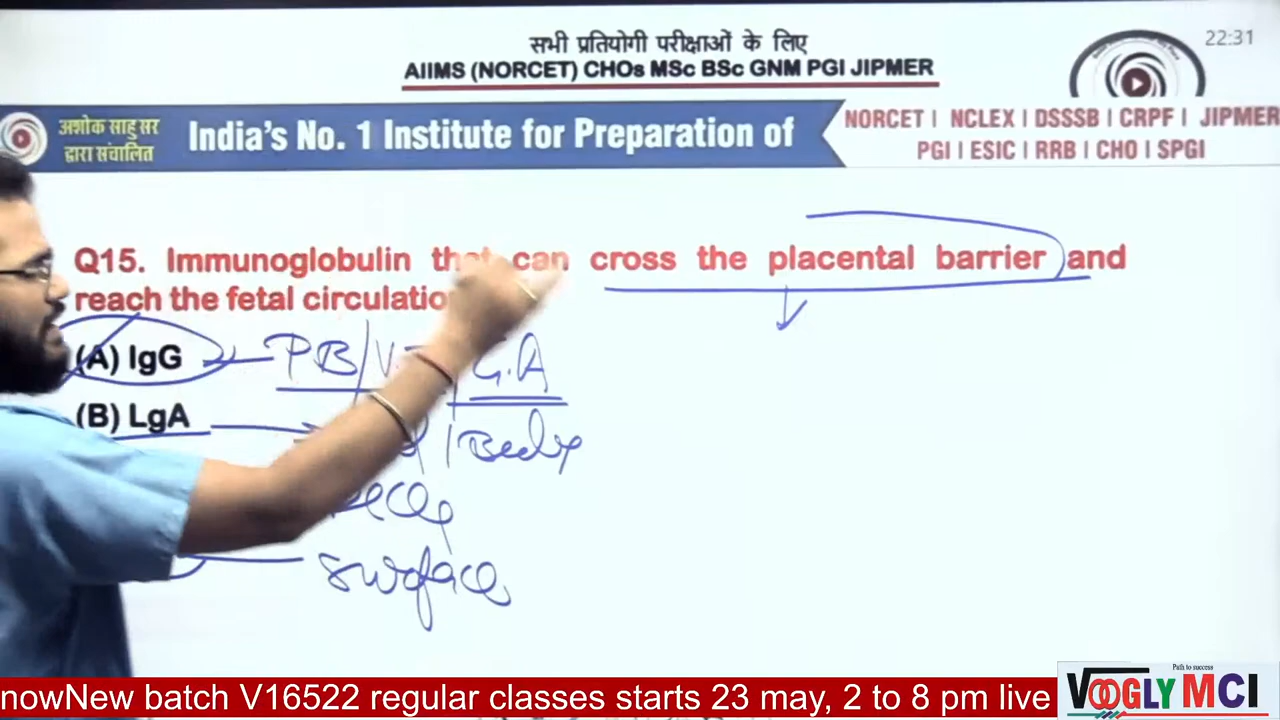 सभी प्रतियोगी परीक्षाओं के लिए
22:31
AIIMS (NORCET) CHOs MSc BSc GNM PGI JIPMER
अशोक साहु सर
द्वारा संचालित
India's No. 1 Institute for Preparation of
NORCET | NCLEX | DSSSB | CRPF | JIPMER
PGI | ESIC | RRB | CHO | SPGI
Q15. Immunoglobulin that can cross the placental barrier and
reach the fetal circulatio
(A) IgG
PB/
G.A
(B) LgA
surface
nowNew batch V16522 regular classes starts 23 may, 2 to 8 pm live
Path to success
VOOGLY MCI